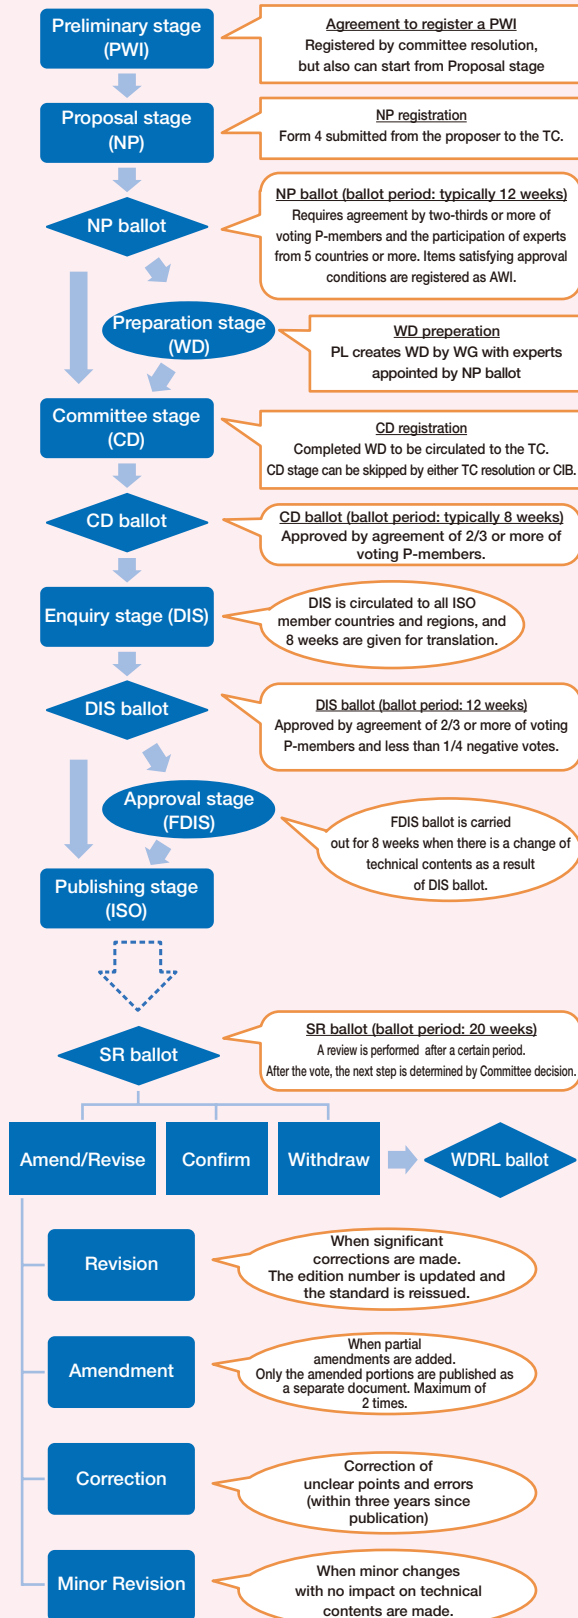 Preliminary stage
(PWI)
Agreement to register a PWI
Registered by committee resolution,
but also can start from Proposal stage
Proposal stage
(NP)
NP registration
Form 4 submitted from the proposer to the TC.
NP ballot
NP ballot (ballot period: typically 12 weeks)
Requires agreement by two-thirds or more of
voting P-members and the participation of experts
from 5 countries or more. Items satisfying approval
conditions are registered as AWI.
Preparation stage
(WD)
WD preperation
PL creates WD by WG with experts
appointed by NP ballot
Committee stage
(CD)
CD registration
Completed WD to be circulated to the TC.
CD stage can be skipped by either TC resolution or CIB.
CD ballot
CD ballot (ballot period: typically 8 weeks)
Approved by agreement of 2/3 or more of
voting P-members.
Enquiry stage (DIS)
DIS is circulated to all ISO
member countries and regions, and
8 weeks are given for translation.
DIS ballot
DIS ballot (ballot period: 12 weeks)
Approved by agreement of 2/3 or more of voting
P-members and less than 1/4 negative votes.
Approval stage
(FDIS)
FDIS ballot is carried
out for 8 weeks when there is a change of
technical contents as a result
of DIS ballot.
Publishing stage
(ISO)
SR ballot
SR ballot (ballot period: 20 weeks)
A review is performed after a certain period.
After the vote, the next step is determined by Committee decision.
Amend/Revise
Confirm
Withdraw
WDRL ballot
Revision
When significant
corrections are made.
The edition number is updated and
the standard is reissued.
Amendment
When partial
amendments are added.
Only the amended portions are published as
a separate document. Maximum of
2 times.
Correction
Correction of
unclear points and errors
(within three years since
publication)
Minor Revision
When minor changes
with no impact on technical
contents are made.